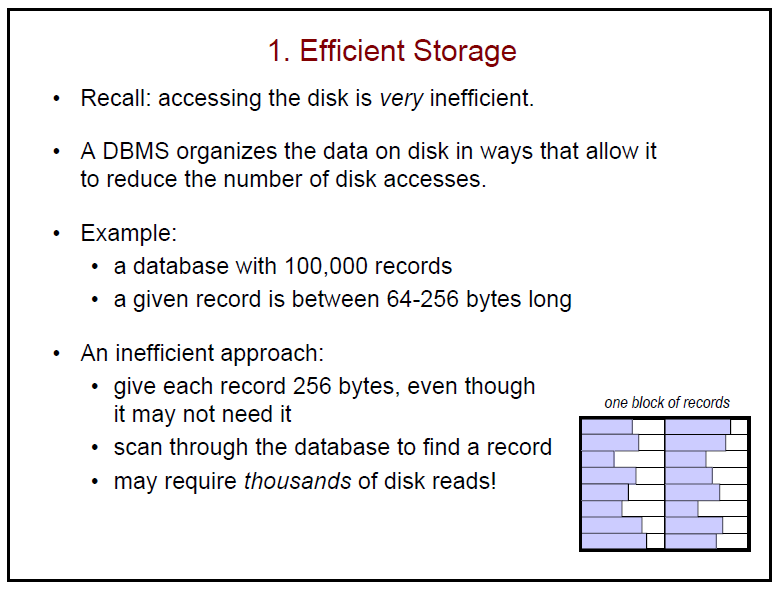 1. Efficient Storage
• Recall: accessing the disk is very inefficient.
• A DBMS organizes the data on disk in ways that allow it
to reduce the number of disk accesses.
• Example:
• a database with 100,000 records
• a given record is between 64-256 bytes long
• An inefficient approach:
• give each record 256 bytes, even though
it may not need it
• scan through the database to find a record
• may require thousands of disk reads!
one block of records